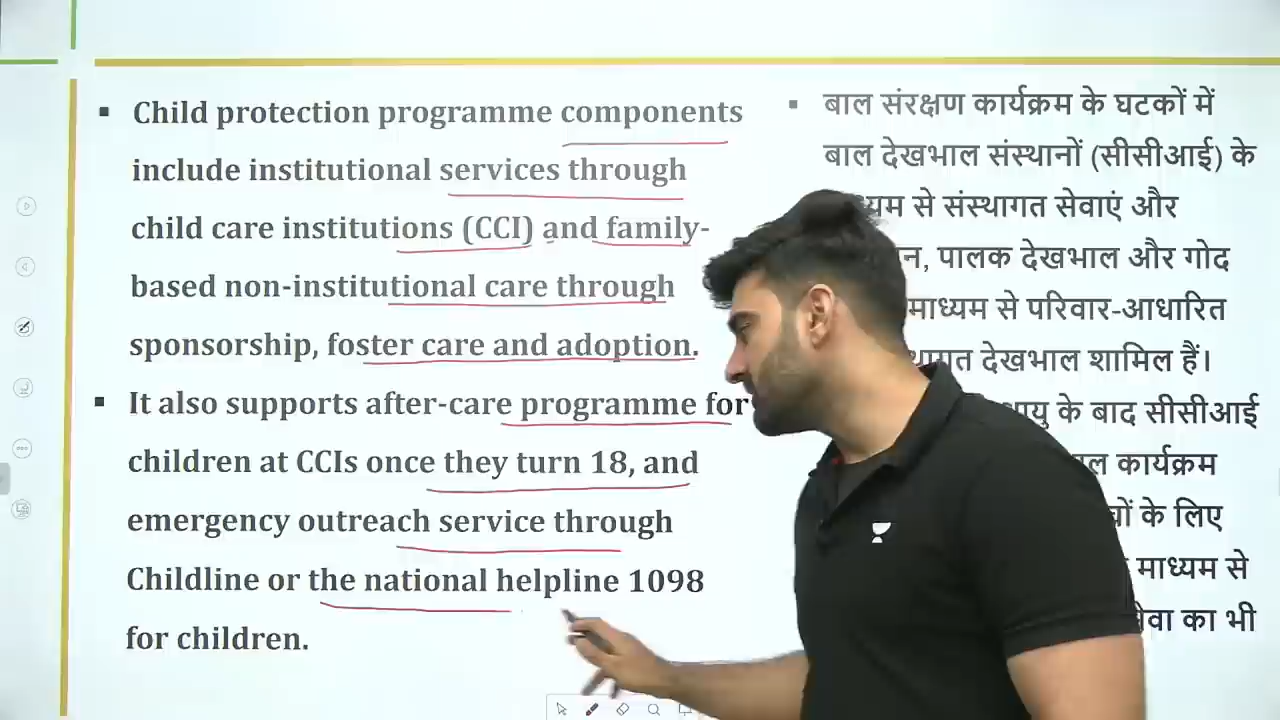 ▪ Child protection programme components
include institutional services through
child care institutions (CCI) and family-
based non-institutional care through
sponsorship, foster care and adoption.
▪ It also supports after-care programme for
children at CCIs once they turn 18, and
emergency outreach service through
Childline or the national helpline 1098
for children.
▪ बाल संरक्षण कार्यक्रम के घटकों में
बाल देखभाल संस्थानों (सीसीआई) के
से संस्थागत सेवाएं और
पालक देखभाल और गोद
माध्यम से परिवार-आधारित
देखभाल शामिल हैं।
के बाद सीसीआई
कार्यक्रम
के लिए
माध्यम से
का भी